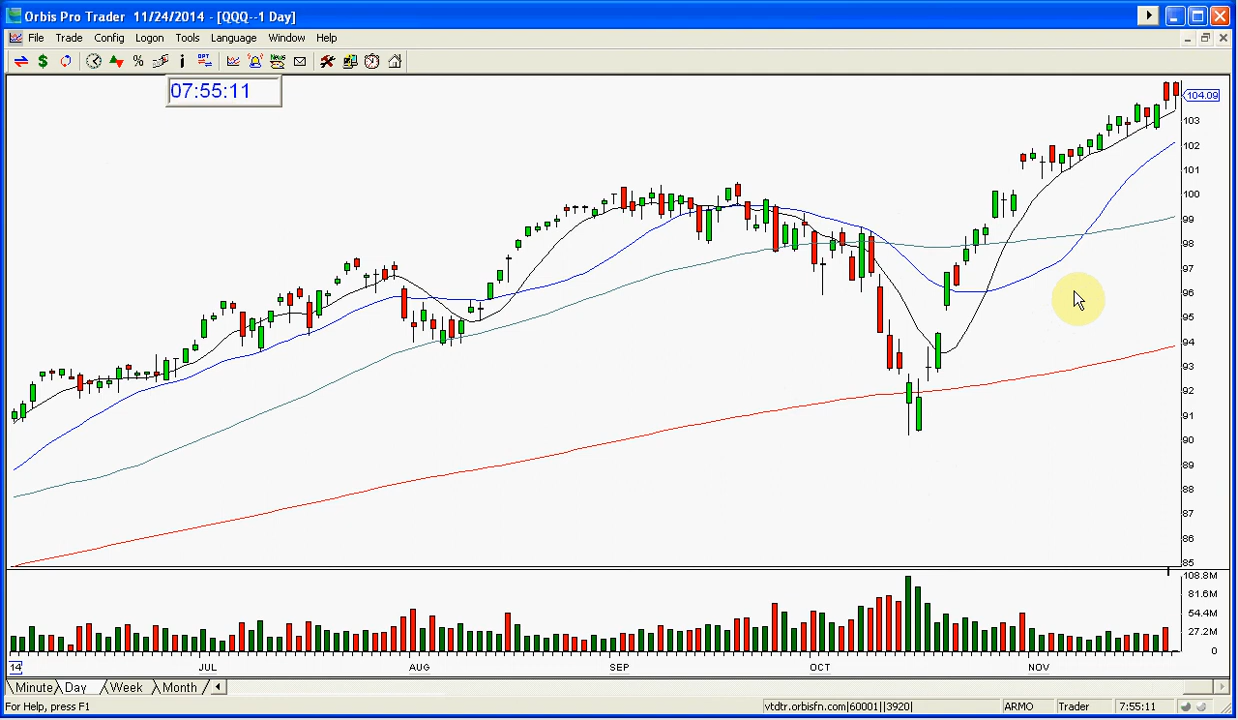 Orbis Pro Trader 11/24/2014 - [QQQ--1 Day]
File Trade Config Logon Tools Language Window Help
$ % i OPT News
07:55:11
104.09
103
102
101
100
99
98
97
96
95
94
93
92
91
90
89
88
87
86
85
108.8M
81.6M
54.4M
27.2M
0
14 JUL AUG SEP OCT NOV
Minute Day Week Month
For Help, press F1 vtdtr.orbisfn.com|60001||3920| ARMO Trader 7:55:11